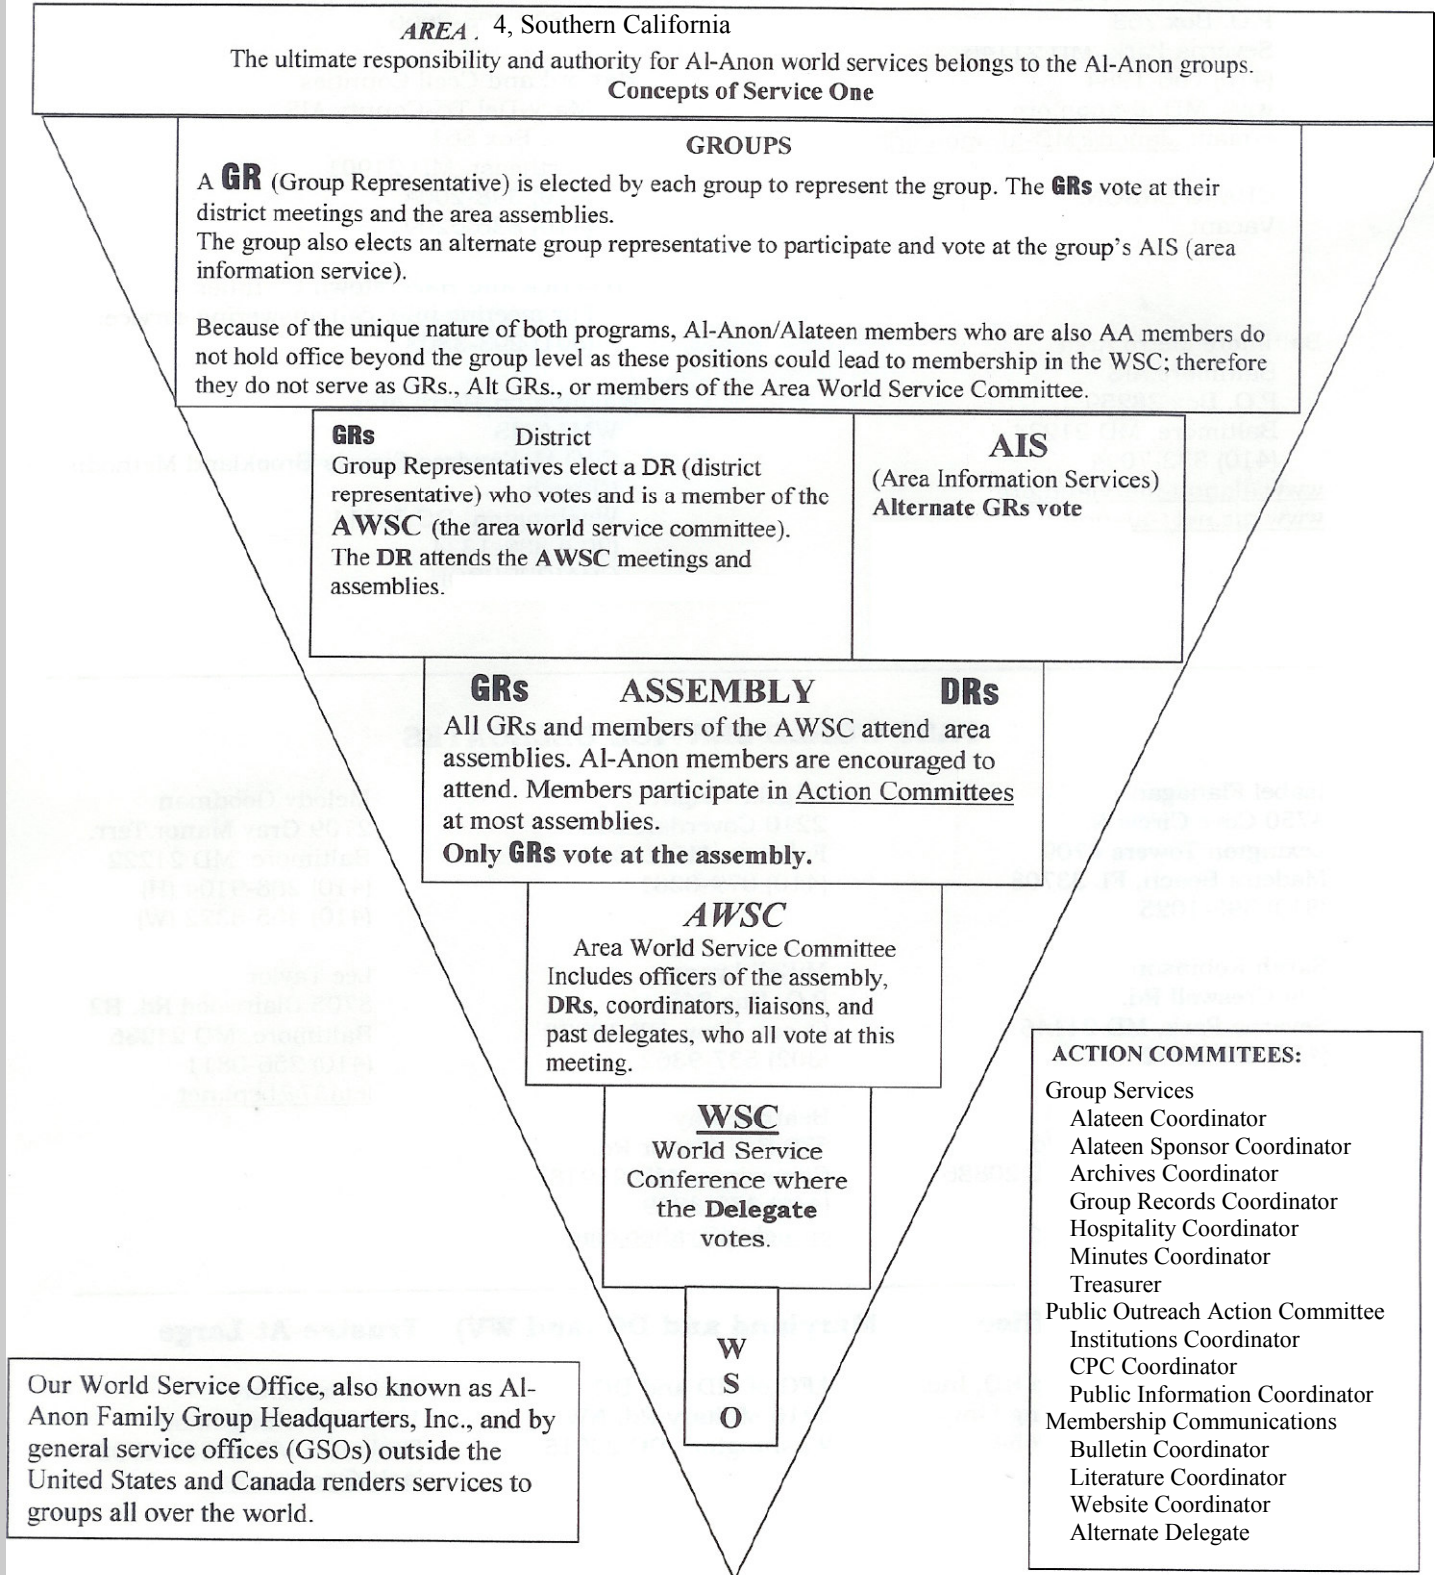 AREA. 4, Southern California
The ultimate responsibility and authority for Al-Anon world services belongs to the Al-Anon groups.
Concepts of Service One
GROUPS
A GR (Group Representative) is elected by each group to represent the group. The GRs vote at their
district meetings and the area assemblies.
The group also elects an alternate group representative to participate and vote at the group's AIS (area
information service).
Because of the unique nature of both programs, Al-Anon/Alateen members who are also AA members do
not hold office beyond the group level as these positions could lead to membership in the WSC; therefore
they do not serve as GRs., Alt GRs., or members of the Area World Service Committee.
GRs District
Group Representatives elect a DR (district
representative) who votes and is a member of the
AWSC (the area world service committee).
The DR attends the AWSC meetings and
assemblies.
AIS
(Area Information Services)
Alternate GRs vote
GRs ASSEMBLY DRs
All GRs and members of the AWSC attend area
assemblies. Al-Anon members are encouraged to
attend. Members participate in Action Committees
at most assemblies.
Only GRs vote at the assembly.
AWSC
Area World Service Committee
Includes officers of the assembly,
DRs, coordinators, liaisons, and
past delegates, who all vote at this
meeting.
WSC
World Service
Conference where
the Delegate
votes.
W
S
O
Our World Service Office, also known as Al-
Anon Family Group Headquarters, Inc., and by
general service offices (GSOs) outside the
United States and Canada renders services to
groups all over the world.
ACTION COMMITEES:
Group Services
Alateen Coordinator
Alateen Sponsor Coordinator
Archives Coordinator
Group Records Coordinator
Hospitality Coordinator
Minutes Coordinator
Treasurer
Public Outreach Action Committee
Institutions Coordinator
CPC Coordinator
Public Information Coordinator
Membership Communications
Bulletin Coordinator
Literature Coordinator
Website Coordinator
Alternate Delegate